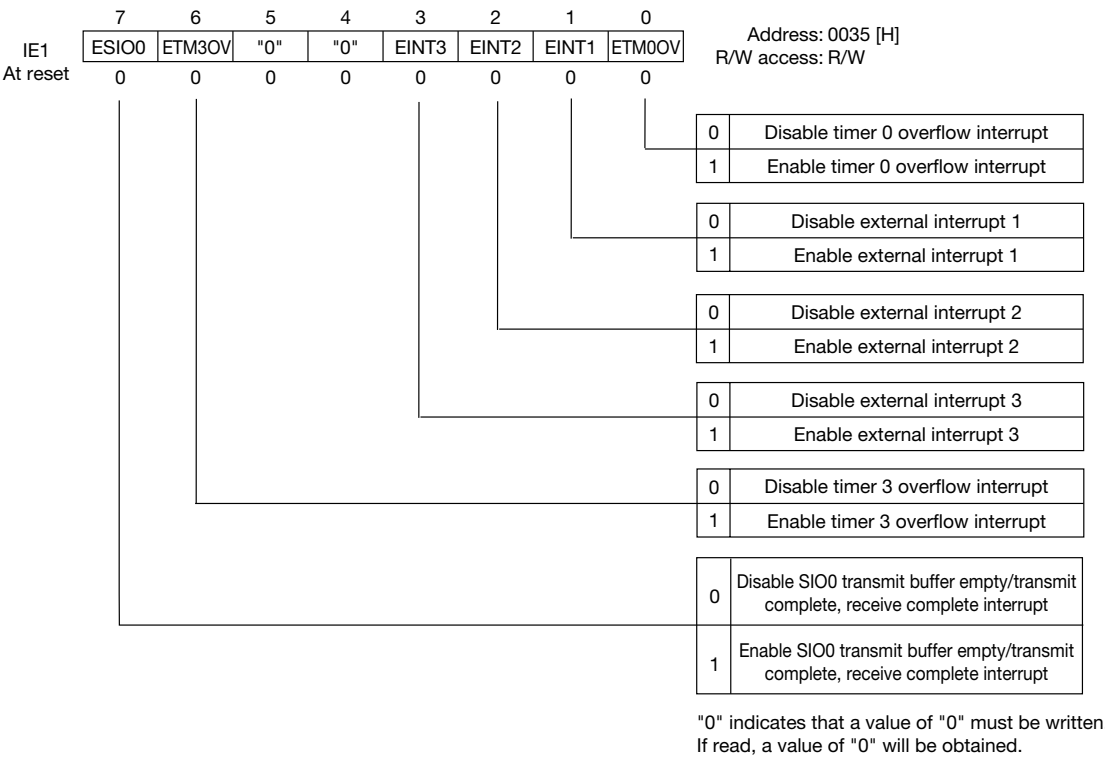 7 6 5 4 3 2 1 0
IE1 ESIO0 ETM3OV "0" "0" EINT3 EINT2 EINT1 ETM0OV
At reset 0 0 0 0 0 0 0 0
Address: 0035 [H]
R/W access: R/W
0 Disable timer 0 overflow interrupt
1 Enable timer 0 overflow interrupt
0 Disable external interrupt 1
1 Enable external interrupt 1
0 Disable external interrupt 2
1 Enable external interrupt 2
0 Disable external interrupt 3
1 Enable external interrupt 3
0 Disable timer 3 overflow interrupt
1 Enable timer 3 overflow interrupt
0 Disable SIO0 transmit buffer empty/transmit
complete, receive complete interrupt
1 Enable SIO0 transmit buffer empty/transmit
complete, receive complete interrupt
"0" indicates that a value of "0" must be written
If read, a value of "0" will be obtained.